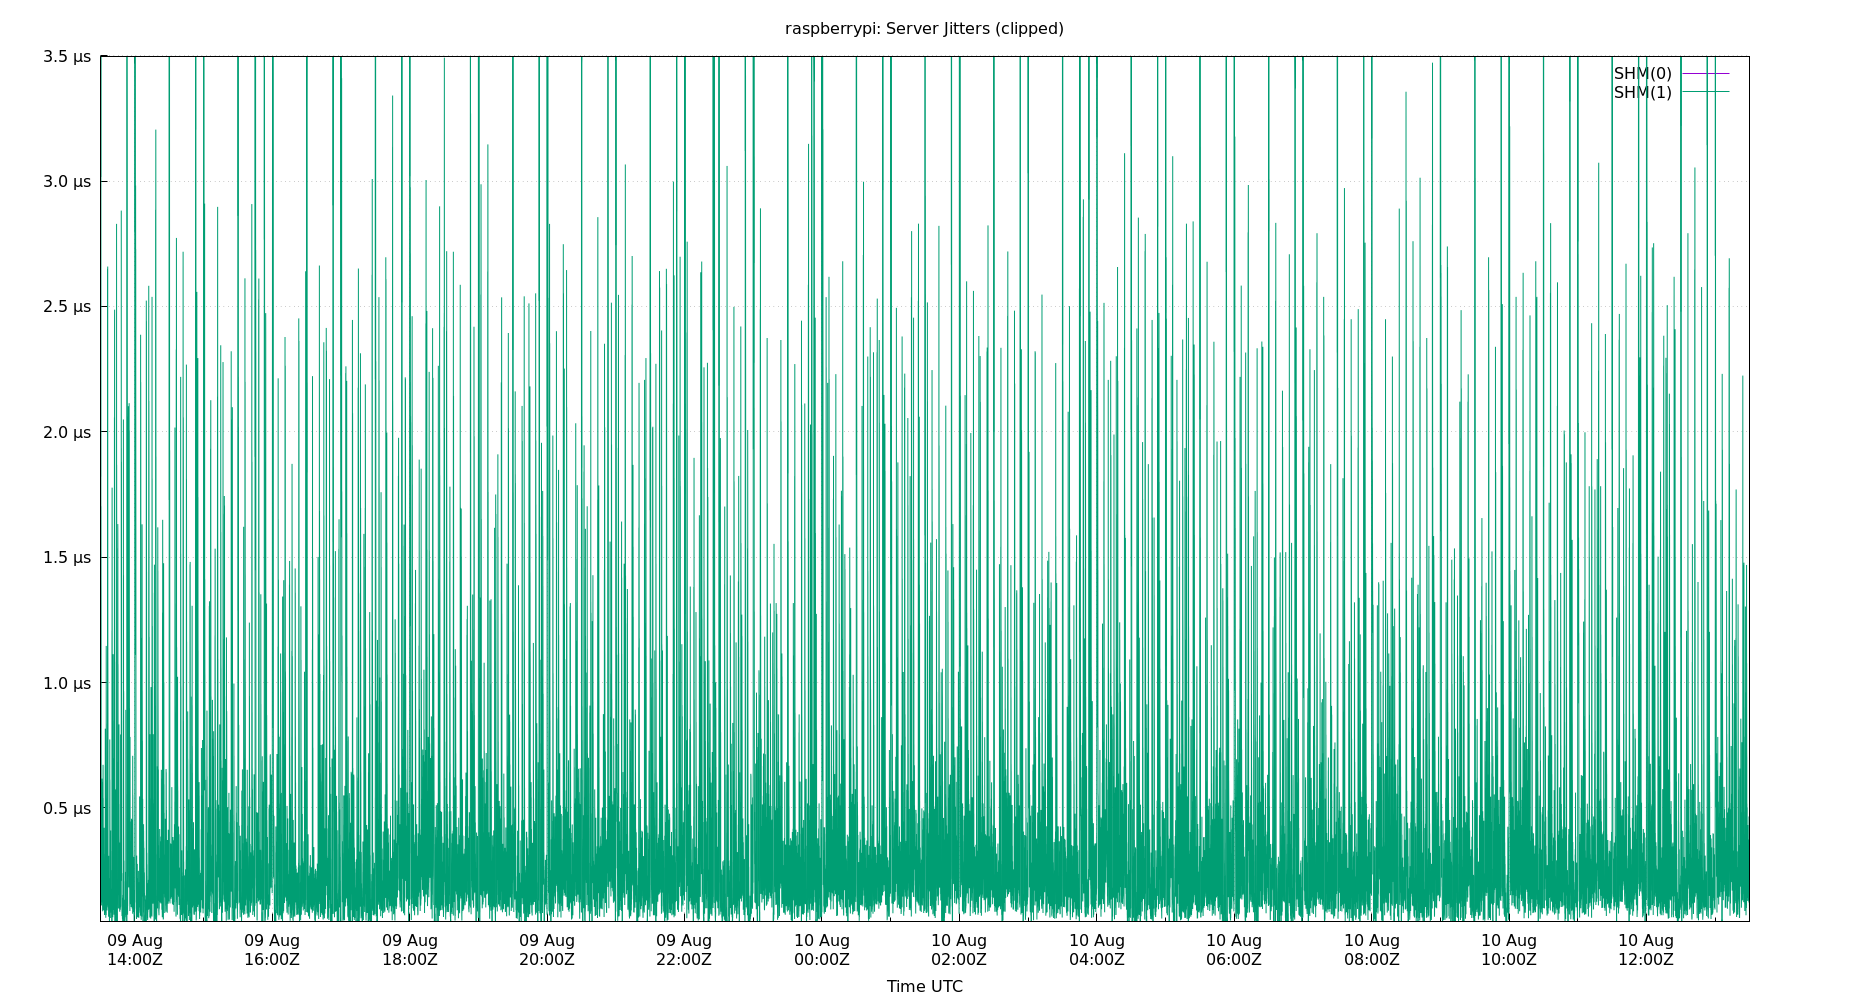 raspberrypi: Server Jitters (clipped)
3.5 µs
SHM(0)
SHM(1)
3.0 µs
2.5 µs
2.0 µs
1.5 µs
1.0 µs
0.5 µs
09 Aug 09 Aug 09 Aug 09 Aug 09 Aug 10 Aug 10 Aug 10 Aug 10 Aug 10 Aug 10 Aug 10 Aug
14:00Z 16:00Z 18:00Z 20:00Z 22:00Z 00:00Z 02:00Z 04:00Z 06:00Z 08:00Z 10:00Z 12:00Z
Time UTC